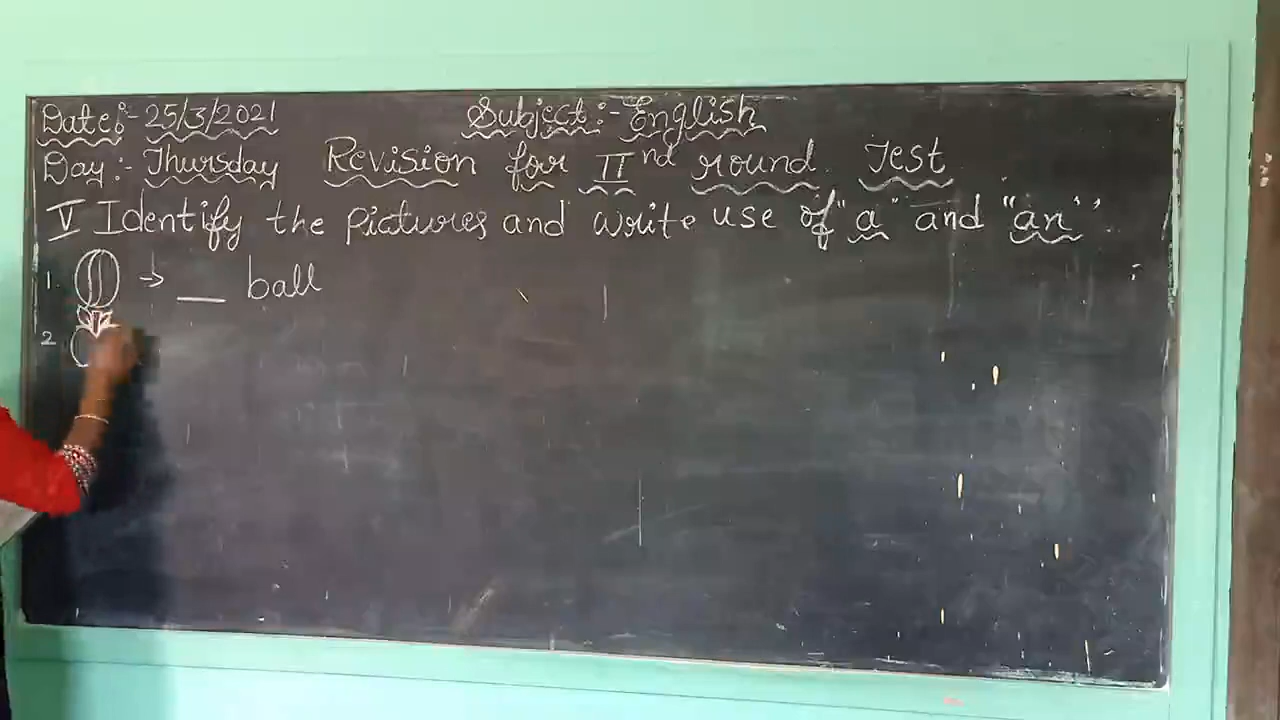 Date:- 25/3/2021 Subject:- English
Day:- Thursday Revision for IInd round Test
V Identify the pictures and write use of "a" and "an"
1. → __ ball
2